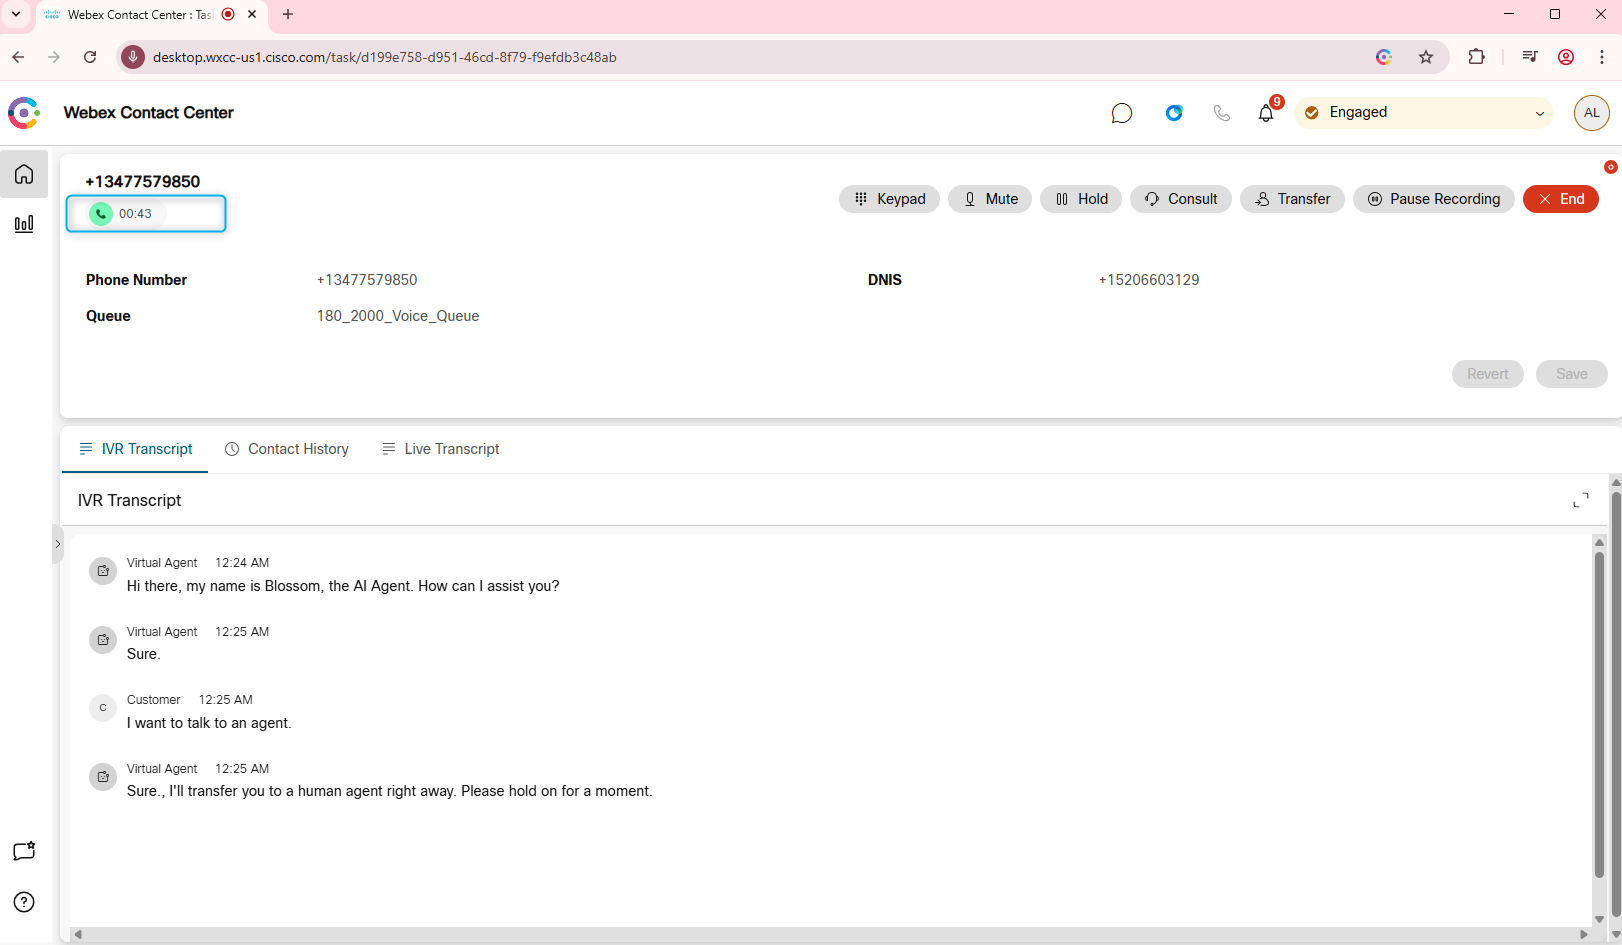 Webex Contact Center : Tas
desktop.wxcc-us1.cisco.com/task/d199e758-d951-46cd-8f79-f9efdb3c48ab
Webex Contact Center
9
Engaged
AL
+13477579850
00:43
Keypad
Mute
Hold
Consult
Transfer
Pause Recording
End
Phone Number
+13477579850
DNIS
+15206603129
Queue
180_2000_Voice_Queue
Revert
Save
IVR Transcript
Contact History
Live Transcript
IVR Transcript
Virtual Agent 12:24 AM
Hi there, my name is Blossom, the AI Agent. How can I assist you?
Virtual Agent 12:25 AM
Sure.
C
Customer 12:25 AM
I want to talk to an agent.
Virtual Agent 12:25 AM
Sure., I'll transfer you to a human agent right away. Please hold on for a moment.